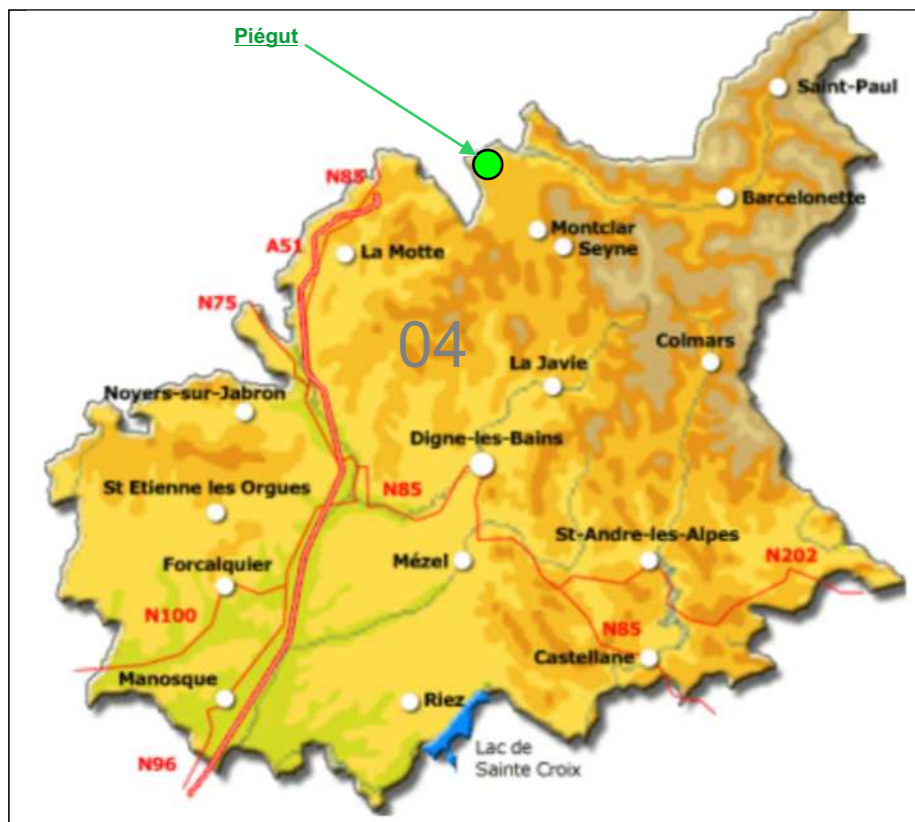 Piégut
Saint-Paul
N85
Barcelonette
Montclar
A51
La Motte
Seyne
N75
04
Colmars
La Javie
Noyers-sur-Jabron
Digne-les-Bains
N85
St Etienne les Orgues
St-Andre-les-Alpes
N202
Mézel
Forcalquier
N100
N85
Castellane
Manosque
Riez
Lac de
Sainte Croix
N96